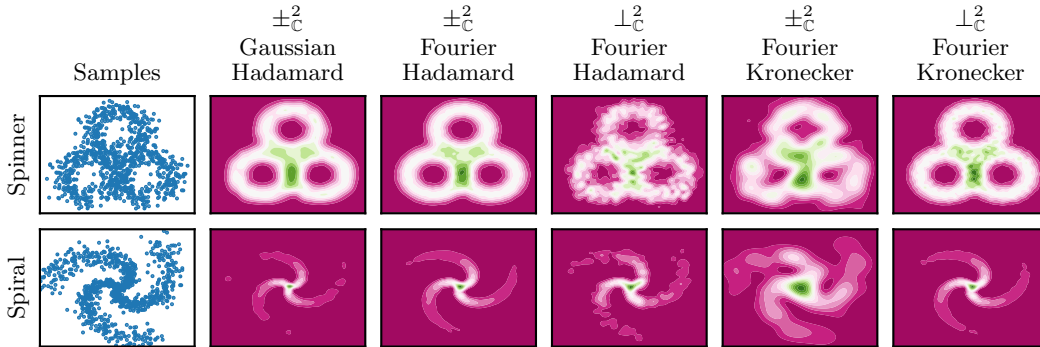 Samples
±²_ℂ
Gaussian
Hadamard
±²_ℂ
Fourier
Hadamard
⊥²_ℂ
Fourier
Hadamard
±²_ℂ
Fourier
Kronecker
⊥²_ℂ
Fourier
Kronecker
Spinner
Spiral